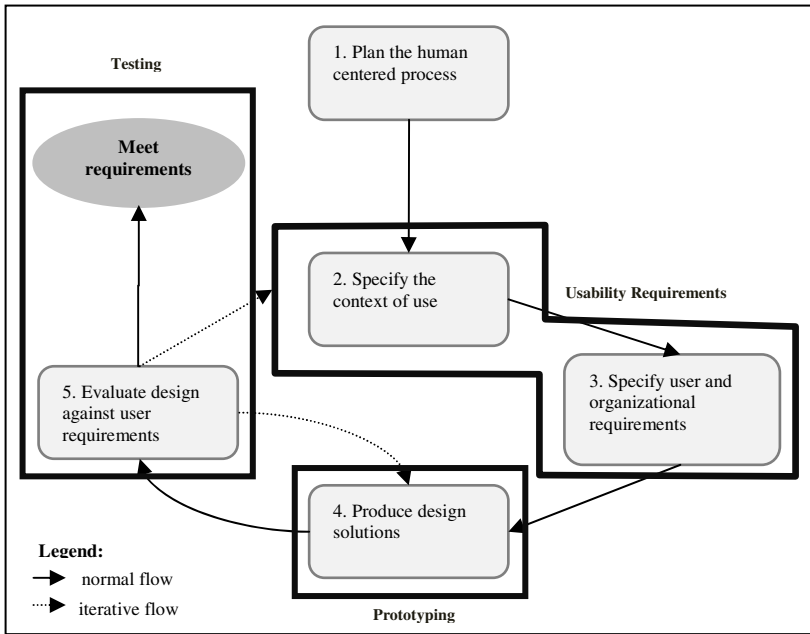 1. Plan the human
centered process
Testing
Meet
requirements
2. Specify the
context of use
Usability Requirements
3. Specify user and
organizational
requirements
5. Evaluate design
against user
requirements
4. Produce design
solutions
Prototyping
Legend:
normal flow
iterative flow